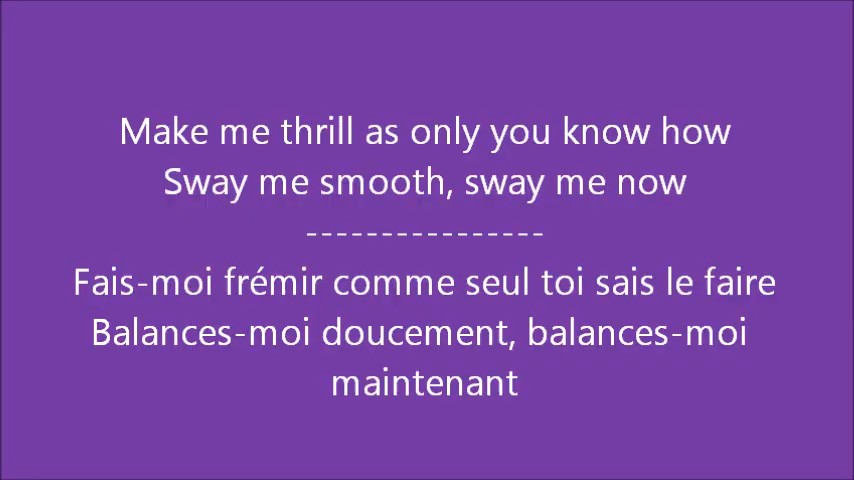 Make me thrill as only you know how
Sway me smooth, sway me now
----------------
Fais-moi frémir comme seul toi sais le faire
Balances-moi doucement, balances-moi
maintenant